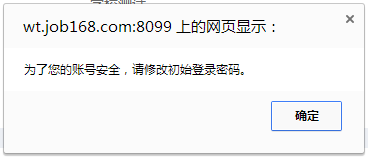 wt.job168.com:8099 上的网页显示：
为了您的账号安全，请修改初始登录密码。
确定